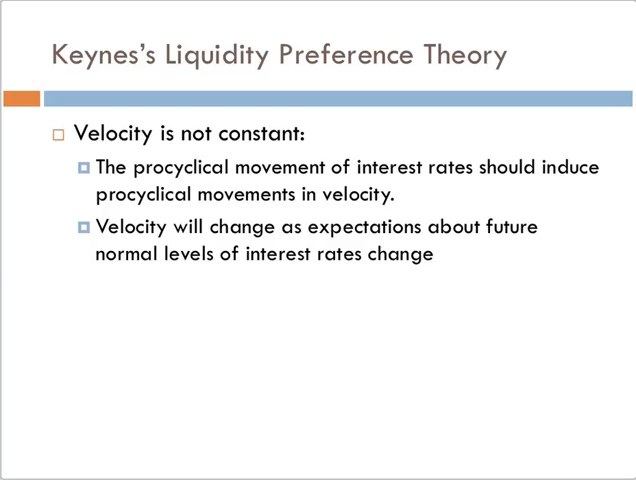 Keynes's Liquidity Preference Theory
Velocity is not constant:
The procyclical movement of interest rates should induce
procyclical movements in velocity.
Velocity will change as expectations about future
normal levels of interest rates change